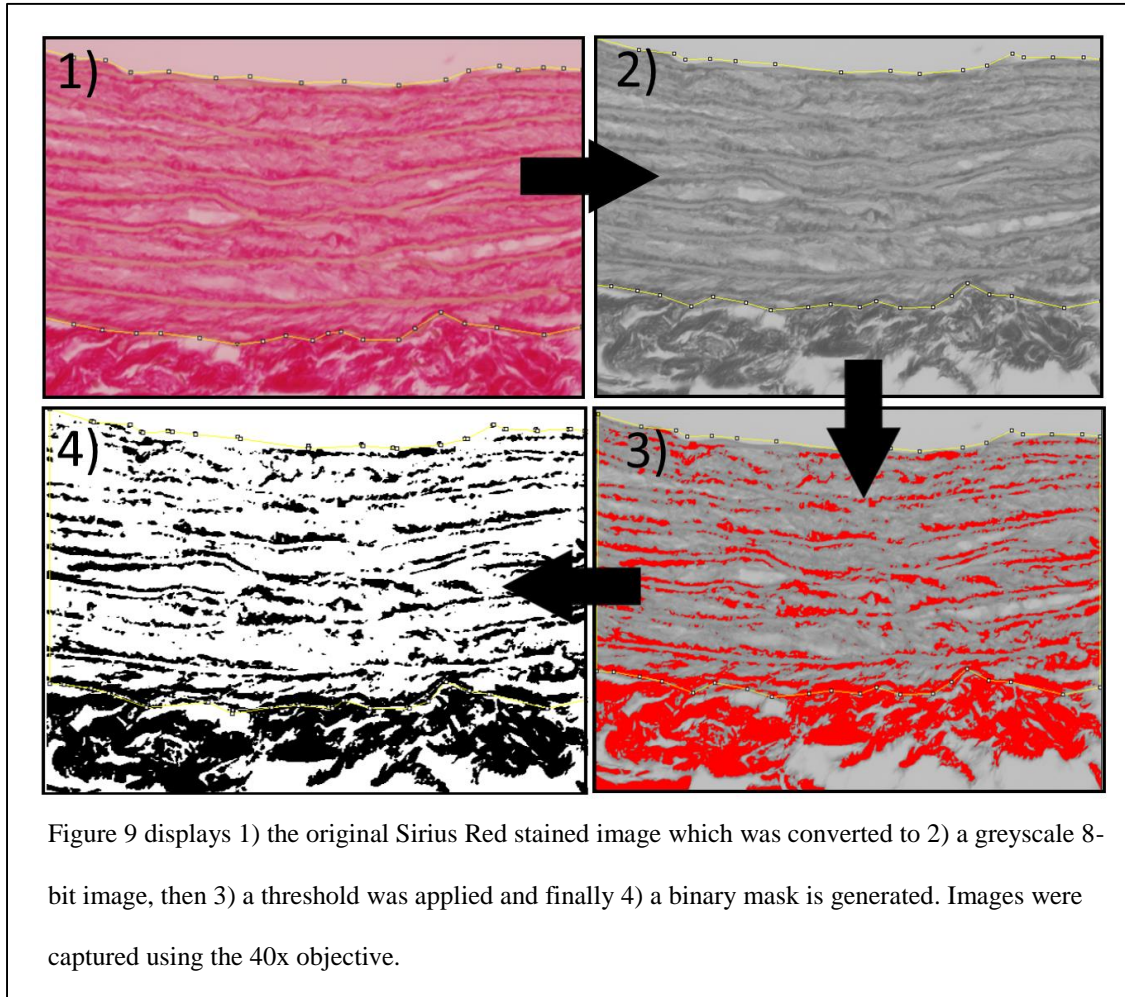 1)
2)
4)
3)
Figure 9 displays 1) the original Sirius Red stained image which was converted to 2) a greyscale 8-
bit image, then 3) a threshold was applied and finally 4) a binary mask is generated. Images were
captured using the 40x objective.